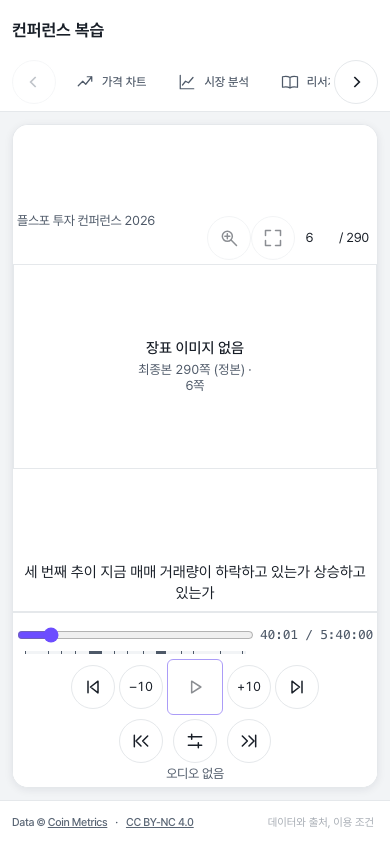 컨퍼런스 복습
가격 차트 시장 분석 리서치
플스포 투자 컨퍼런스 2026
6 / 290
장표 이미지 없음
최종본 290쪽 (정본) ·
6쪽
세 번째 추이 지금 매매 거래량이 하락하고 있는가 상승하고
있는가
40:01 / 5:40:00
−10 +10
오디오 없음
Data © Coin Metrics · CC BY-NC 4.0 데이터와 출처, 이용 조건